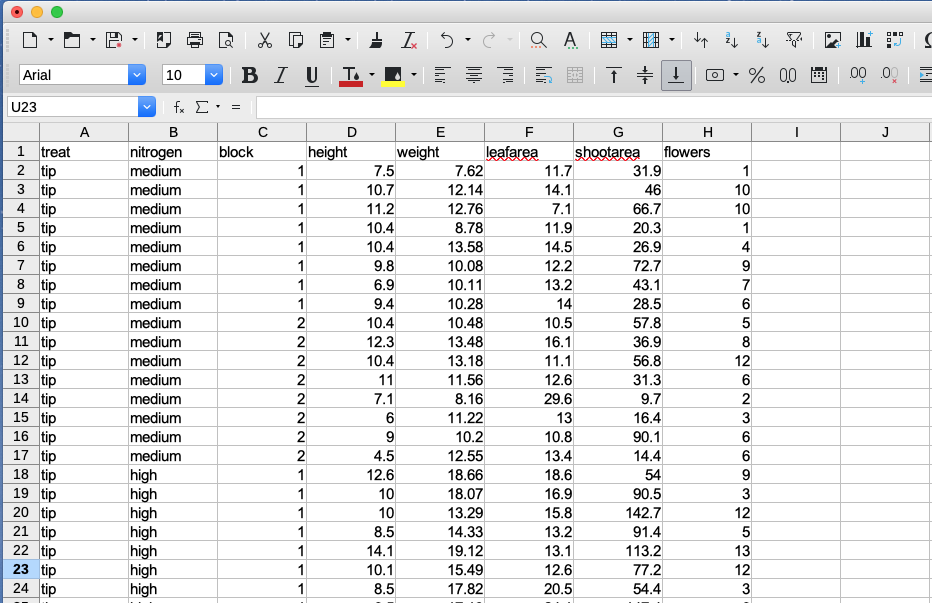 Arial 10 B I U T % 0,0 .00 .00
U23 fx Σ =
A B C D E F G H I J
1 treat nitrogen block height weight leafarea shootarea flowers
2 tip medium 1 7.5 7.62 11.7 31.9 1
3 tip medium 1 10.7 12.14 14.1 46 10
4 tip medium 1 11.2 12.76 7.1 66.7 10
5 tip medium 1 10.4 8.78 11.9 20.3 1
6 tip medium 1 10.4 13.58 14.5 26.9 4
7 tip medium 1 9.8 10.08 12.2 72.7 9
8 tip medium 1 6.9 10.11 13.2 43.1 7
9 tip medium 1 9.4 10.28 14 28.5 6
10 tip medium 2 10.4 10.48 10.5 57.8 5
11 tip medium 2 12.3 13.48 16.1 36.9 8
12 tip medium 2 10.4 13.18 11.1 56.8 12
13 tip medium 2 11 11.56 12.6 31.3 6
14 tip medium 2 7.1 8.16 29.6 9.7 2
15 tip medium 2 6 11.22 13 16.4 3
16 tip medium 2 9 10.2 10.8 90.1 6
17 tip medium 2 4.5 12.55 13.4 14.4 6
18 tip high 1 12.6 18.66 18.6 54 9
19 tip high 1 10 18.07 16.9 90.5 3
20 tip high 1 10 13.29 15.8 142.7 12
21 tip high 1 8.5 14.33 13.2 91.4 5
22 tip high 1 14.1 19.12 13.1 113.2 13
23 tip high 1 10.1 15.49 12.6 77.2 12
24 tip high 1 8.5 17.82 20.5 54.4 3